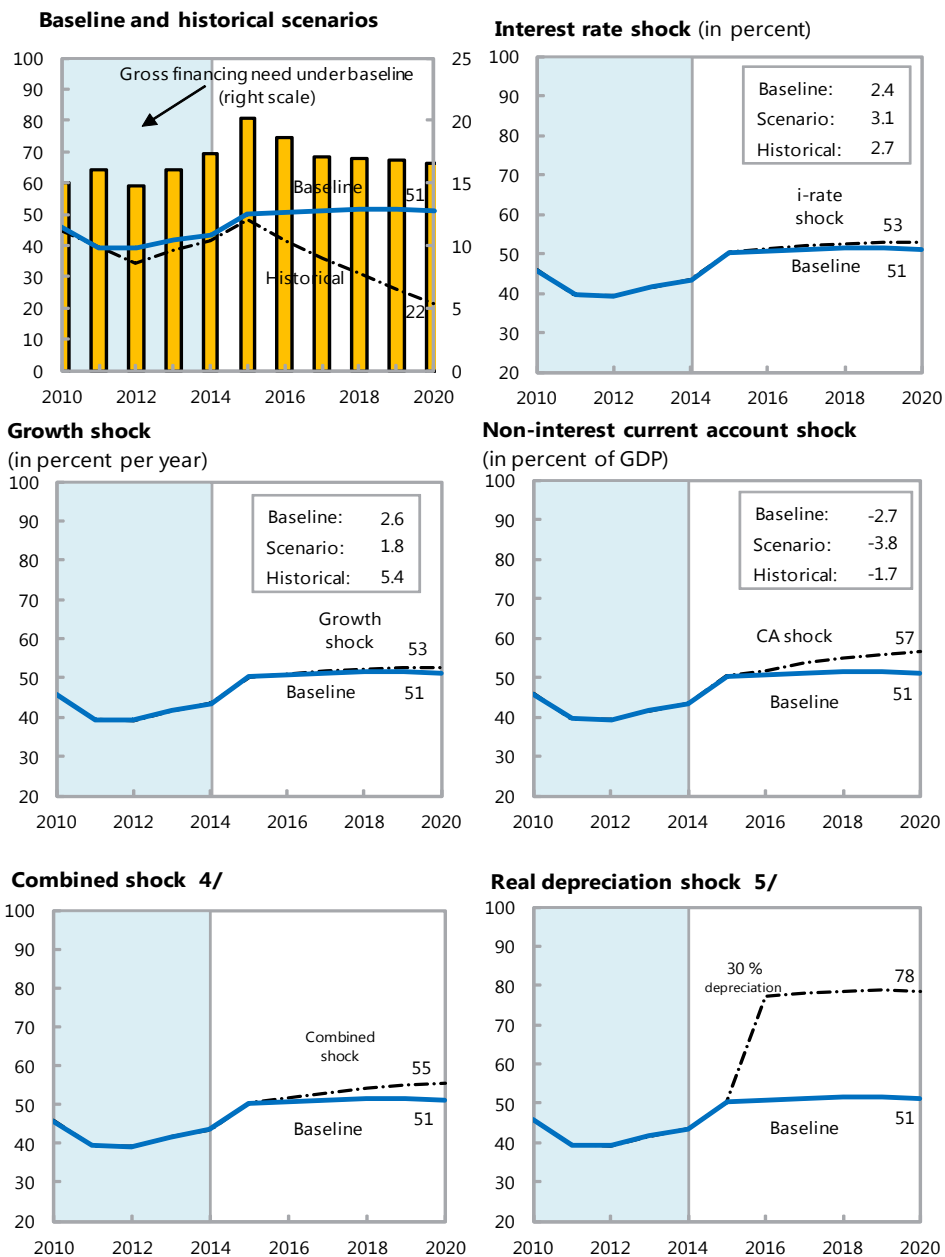 Baseline and historical scenarios
100
90
80
70
60
50
40
30
20
10
0
25
20
15
10
5
0
Gross financing need under baseline
(right scale)
Baseline
51
Historical
22
2010 2012 2014 2016 2018 2020
Interest rate shock (in percent)
100
90
80
70
60
50
40
30
20
Baseline: 2.4
Scenario: 3.1
Historical: 2.7
i-rate
shock
53
Baseline
51
2010 2012 2014 2016 2018 2020
Growth shock
(in percent per year)
100
90
80
70
60
50
40
30
20
Baseline: 2.6
Scenario: 1.8
Historical: 5.4
Growth
shock
53
Baseline
51
2010 2012 2014 2016 2018 2020
Non-interest current account shock
(in percent of GDP)
100
90
80
70
60
50
40
30
20
Baseline: -2.7
Scenario: -3.8
Historical: -1.7
CA shock
57
Baseline
51
2010 2012 2014 2016 2018 2020
Combined shock 4/
100
90
80
70
60
50
40
30
20
Combined
shock
55
Baseline
51
2010 2012 2014 2016 2018 2020
Real depreciation shock 5/
100
90
80
70
60
50
40
30
20
30 %
depreciation
78
Baseline
51
2010 2012 2014 2016 2018 2020